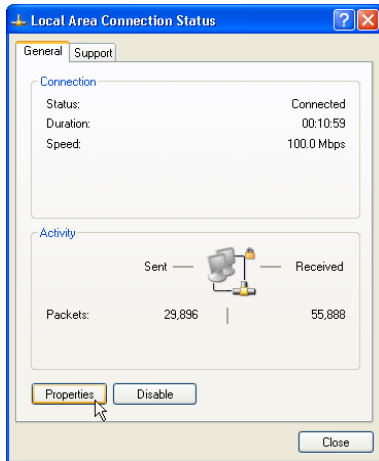 Local Area Connection Status
General Support
Connection
Status: Connected
Duration: 00:10:59
Speed: 100.0 Mbps
Activity
Sent — — Received
Packets: 29,896 | 55,888
Properties Disable
Close